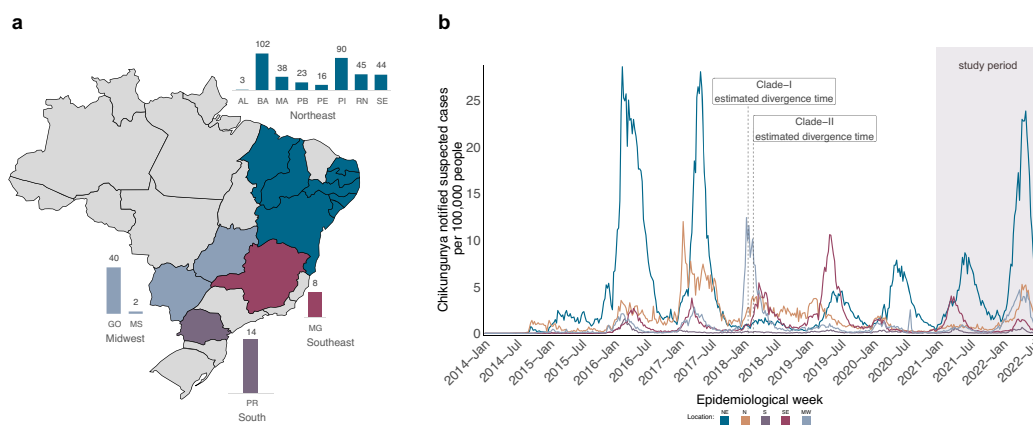 a
102
90
3
38
23
16
45
44
AL
BA
MA
PB
PE
PI
RN
SE
Northeast
40
2
GO
MS
Midwest
8
MG
Southeast
14
PR
South
b
Chikungunya notified suspected cases
per 100,000 people
25
20
15
10
5
0
Clade−I
estimated divergence time
Clade−II
estimated divergence time
study period
2014−Jan
2014−Jul
2015−Jan
2015−Jul
2016−Jan
2016−Jul
2017−Jan
2017−Jul
2018−Jan
2018−Jul
2019−Jan
2019−Jul
2020−Jan
2020−Jul
2021−Jan
2021−Jul
2022−Jan
2022−J
Epidemiological week
Location:
NE
N
S
SE
MW